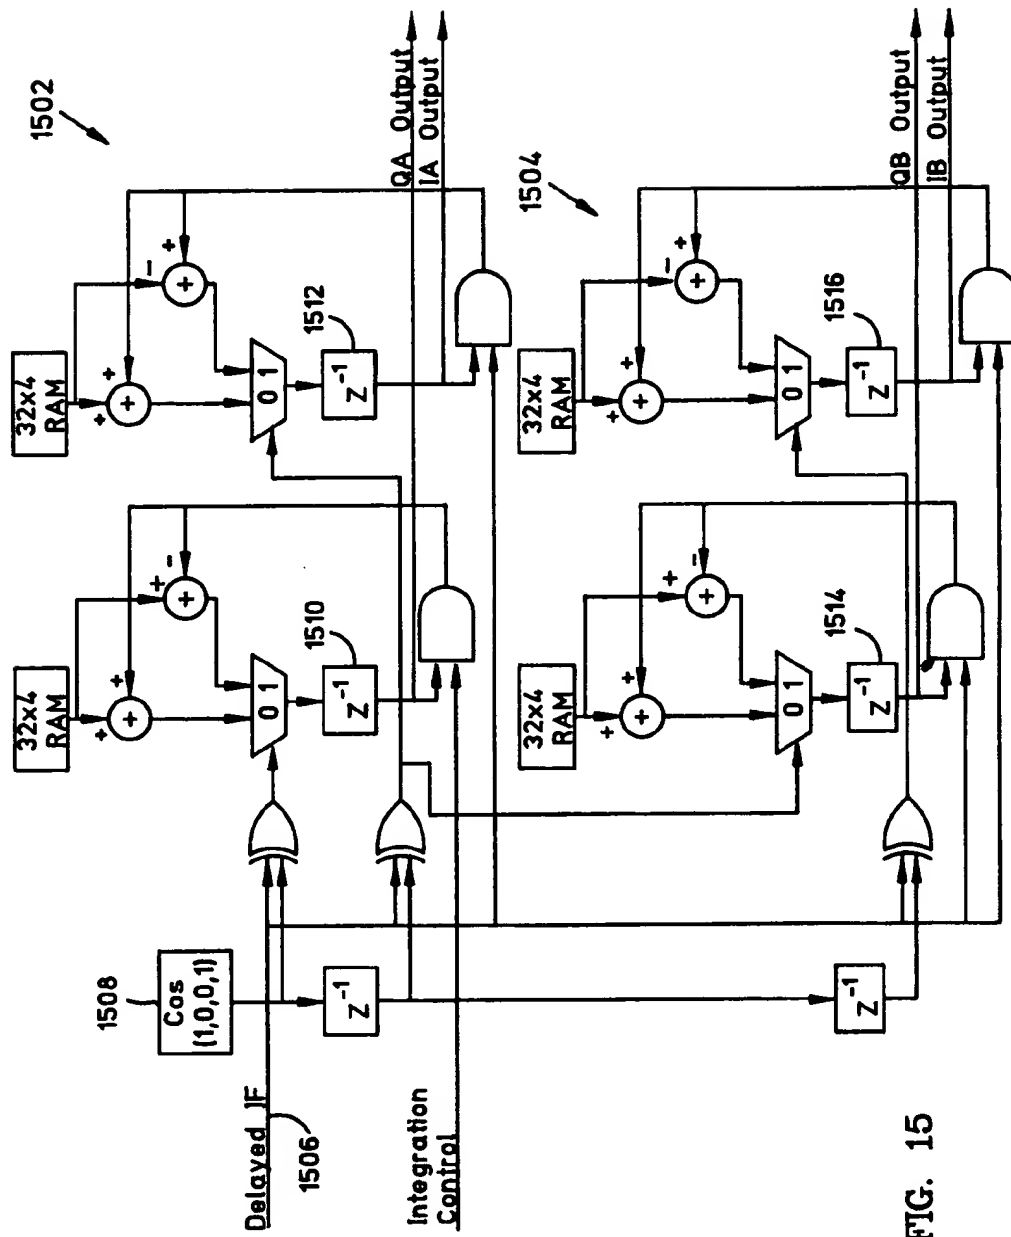 1502
32x4
RAM
+
+
+
−
+
+
0 1
1512
z⁻¹
QA Output
IA Output
32x4
RAM
+
+
+
+
−
+
0 1
1510
z⁻¹
1508
Cos
(1,0,0,1)
z⁻¹
Delayed IF
1506
Integration
Control
1504
32x4
RAM
+
+
+
−
+
+
0 1
1516
z⁻¹
QB Output
IB Output
32x4
RAM
+
+
+
+
−
+
0 1
1514
z⁻¹
z⁻¹
FIG. 15